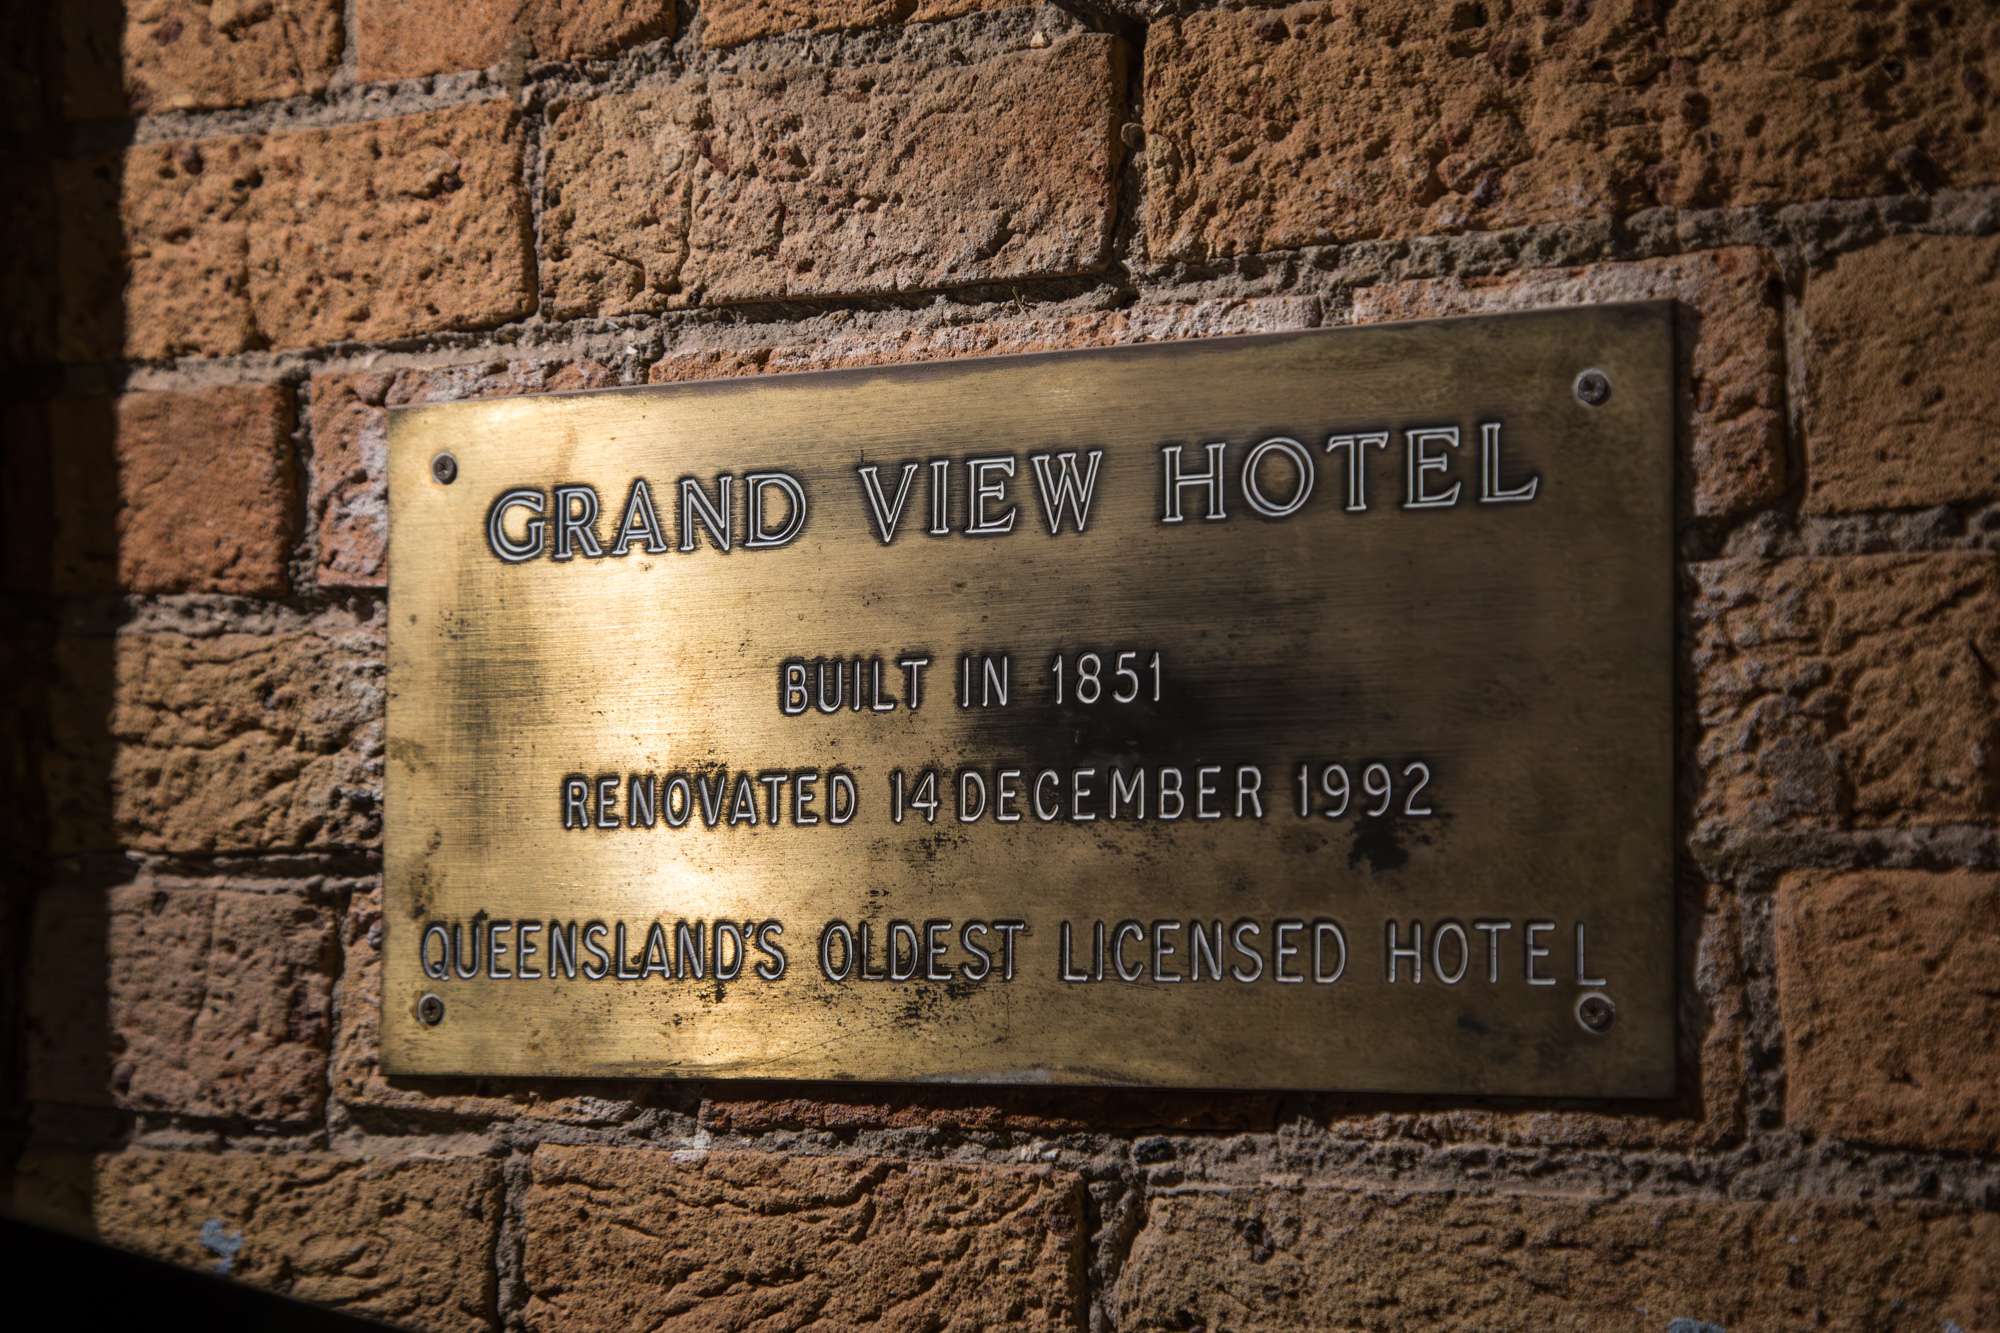 GRAND VIEW HOTEL
BUILT IN 1851
RENOVATED 14 DECEMBER 1992
QUEENSLAND'S OLDEST LICENSED HOTEL